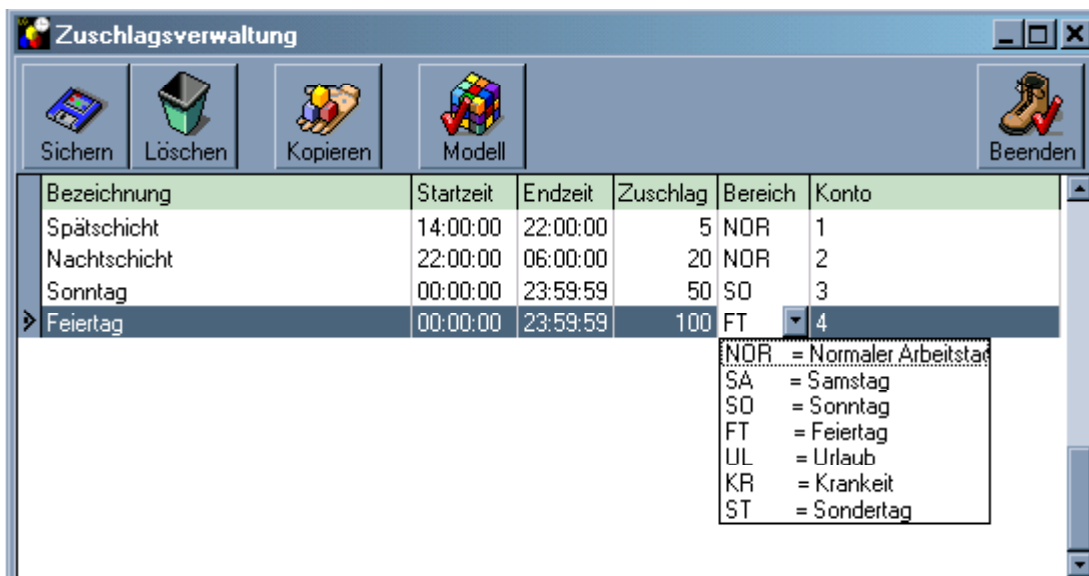 Zuschlagsverwaltung
Sichern Löschen Kopieren Modell Beenden
Bezeichnung Startzeit Endzeit Zuschlag Bereich Konto
Spätschicht 14:00:00 22:00:00 5 NOR 1
Nachtschicht 22:00:00 06:00:00 20 NOR 2
Sonntag 00:00:00 23:59:59 50 SO 3
Feiertag 00:00:00 23:59:59 100 FT 4
NOR = Normaler Arbeitstag
SA = Samstag
SO = Sonntag
FT = Feiertag
UL = Urlaub
KR = Krankeit
ST = Sondertag